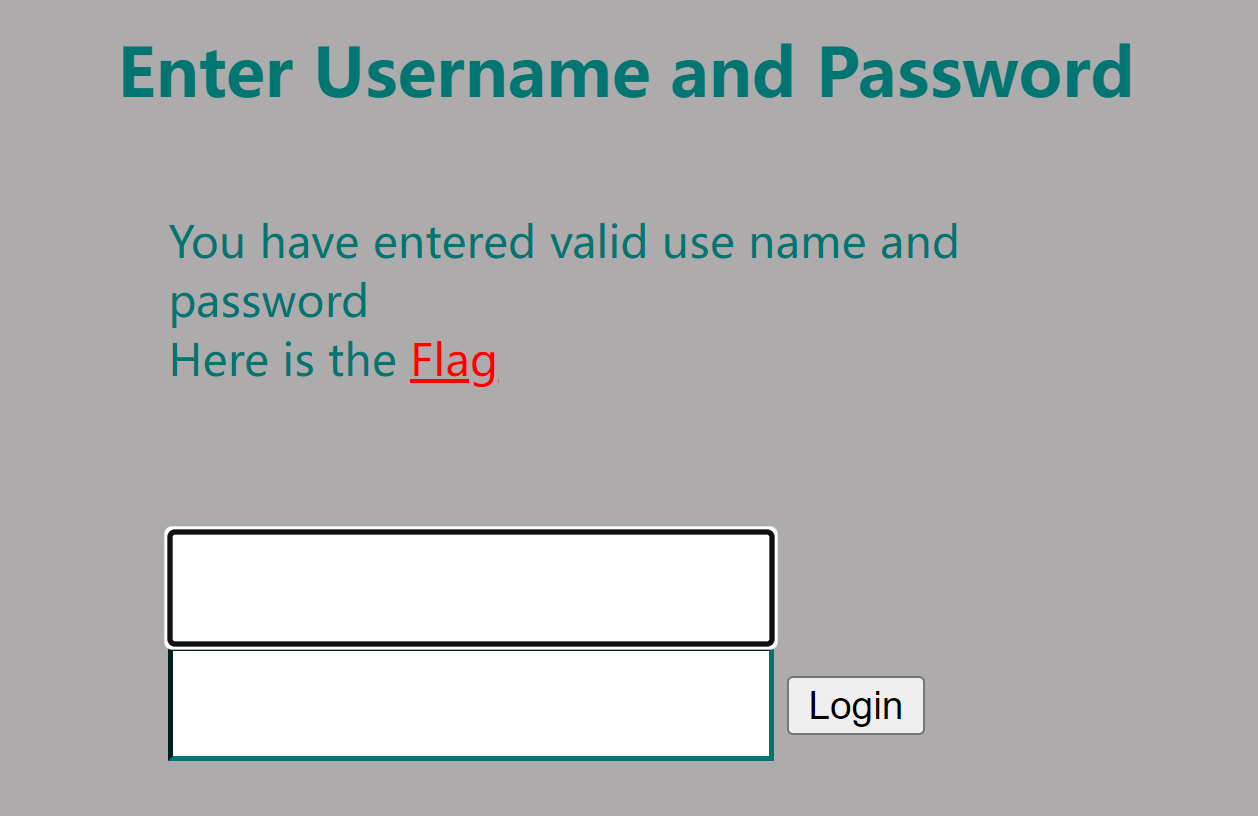 Enter Username and Password
You have entered valid use name and
password
Here is the Flag
Login